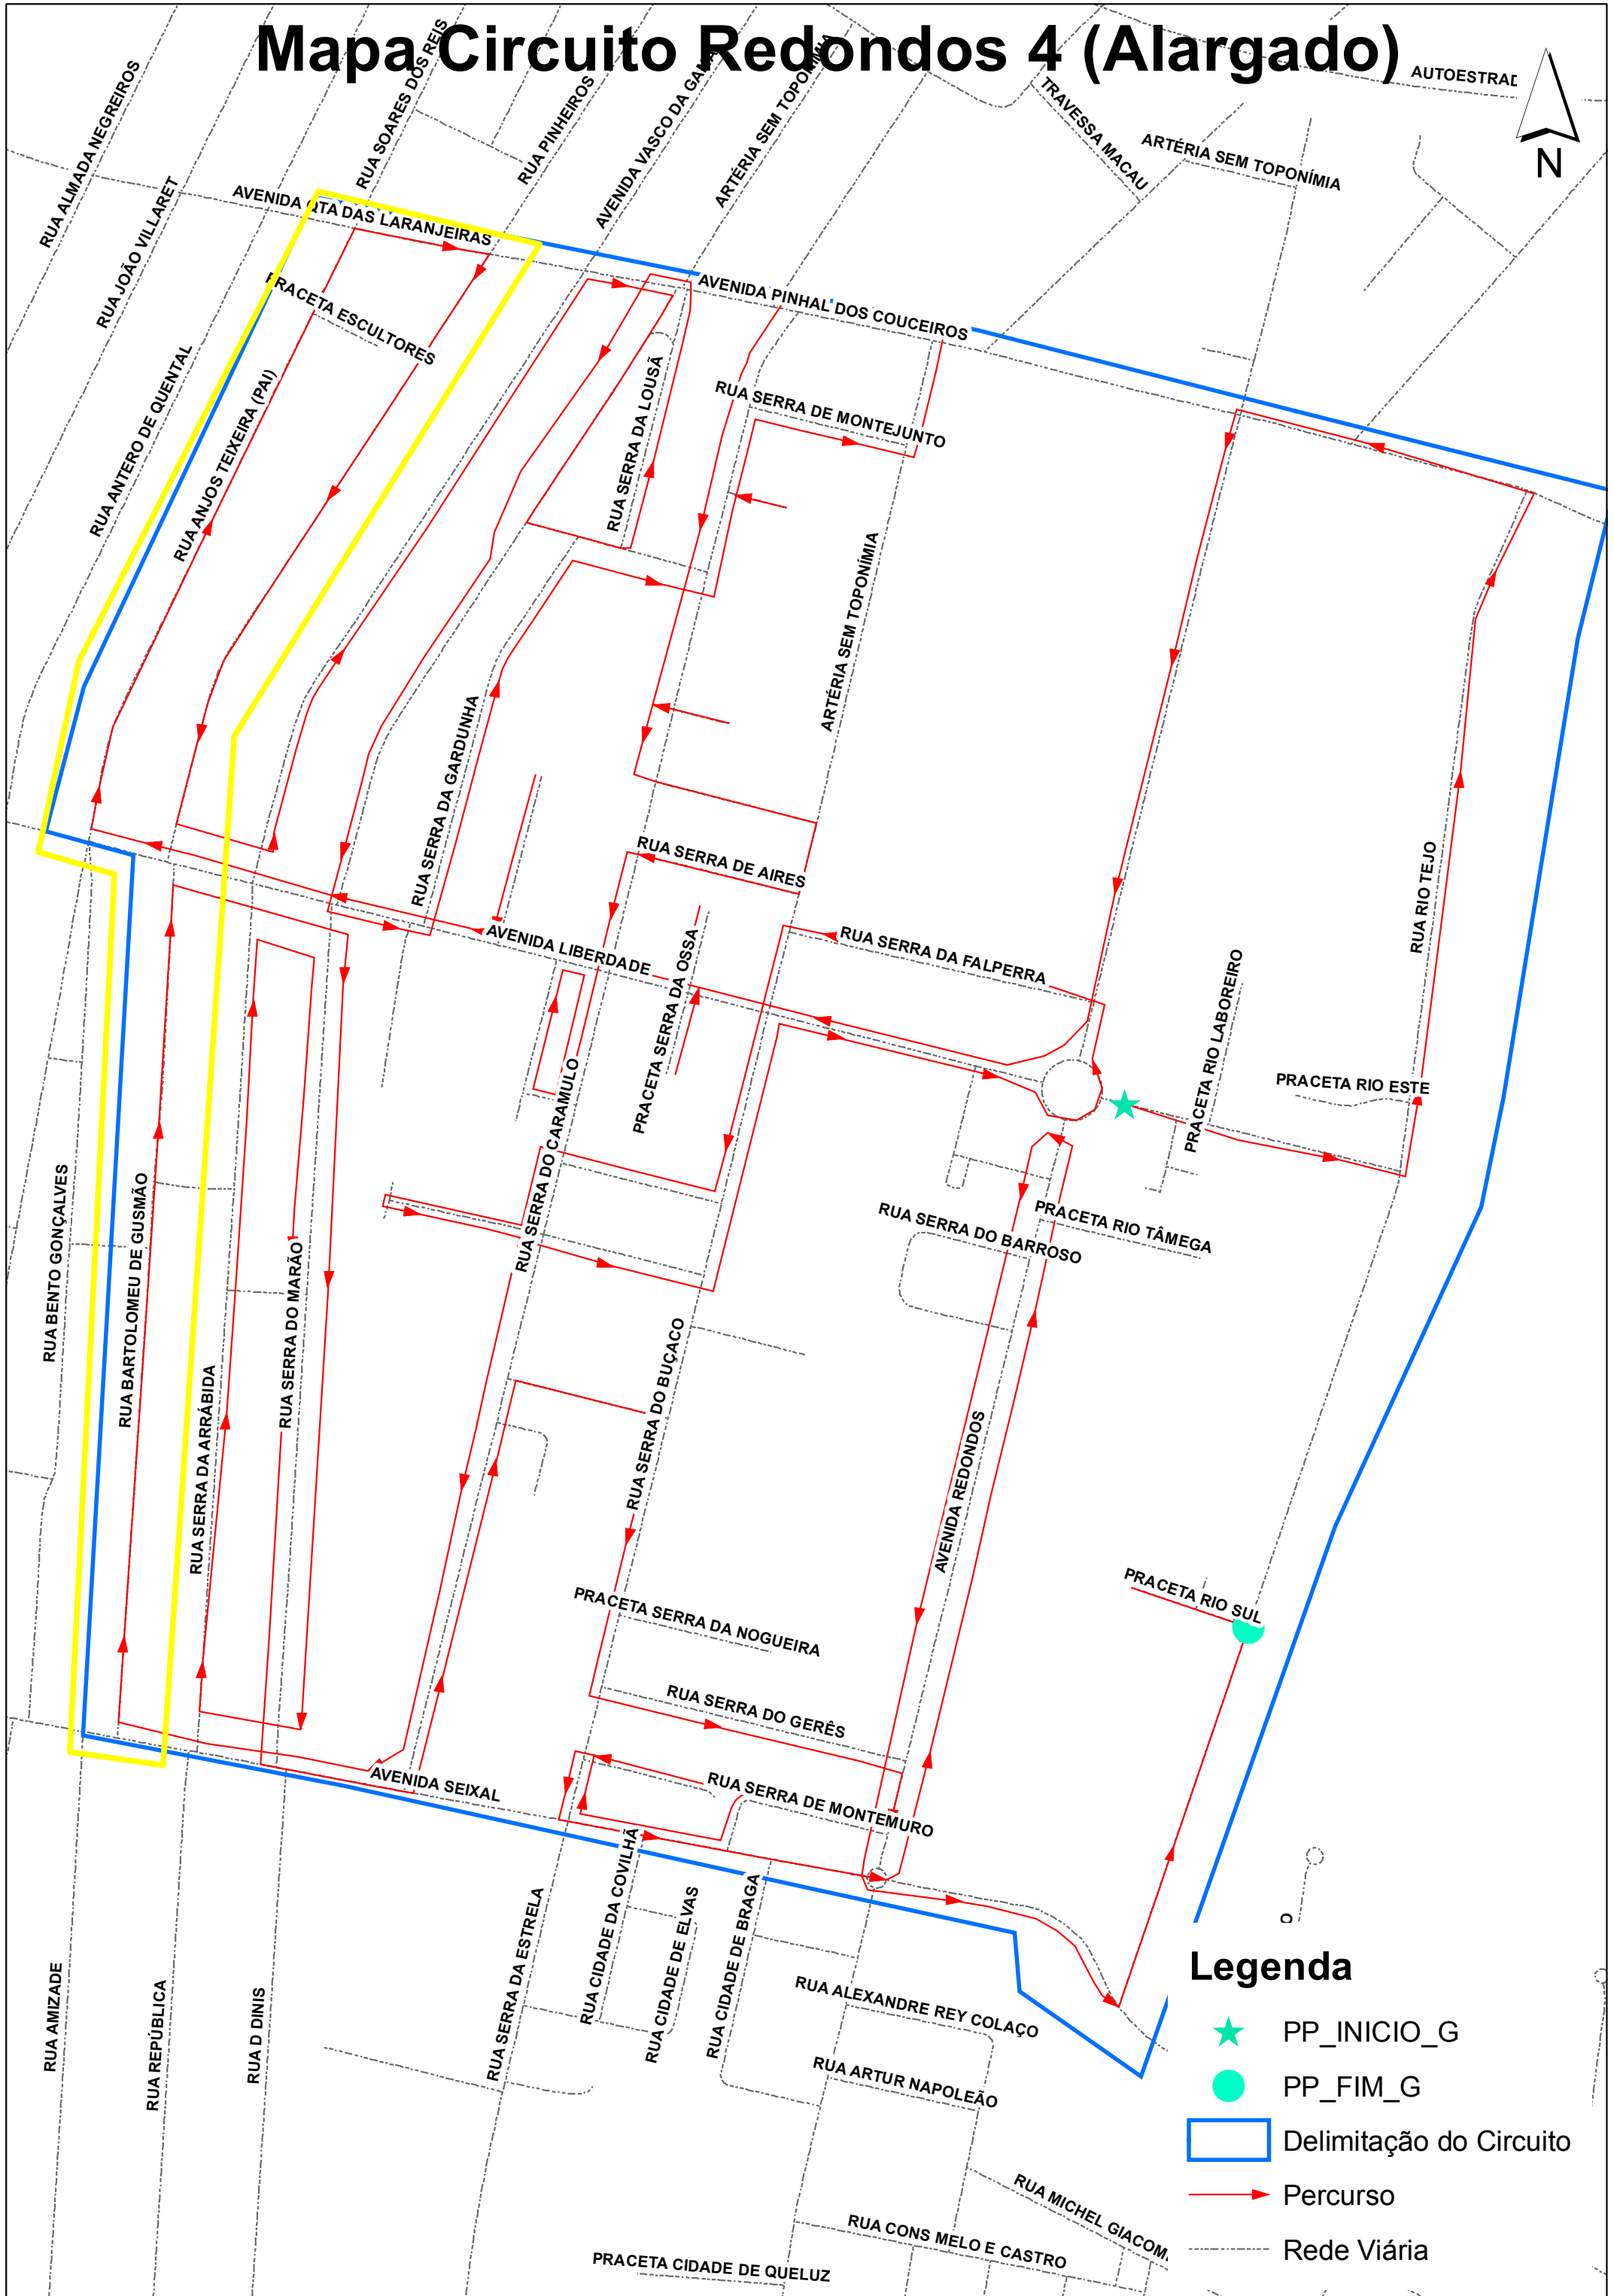 Mapa Circuito Redondos 4 (Alargado)
AUTOESTRAD
N
RUA ALMADA NEGREIROS
RUA JOÃO VILLARET
RUA SOARES DOS REIS
RUA PINHEIROS
AVENIDA VASCO DA GAMA
ARTÉRIA SEM TOPONÍMIA
TRAVESSA MACAU
ARTÉRIA SEM TOPONÍMIA
AVENIDA QTA DAS LARANJEIRAS
PRACETA ESCULTORES
AVENIDA PINHAL DOS COUCEIROS
RUA ANTERO DE QUENTAL
RUA ANJOS TEIXEIRA (PAI)
RUA SERRA DA LOUSÃ
RUA SERRA DE MONTEJUNTO
ARTÉRIA SEM TOPONÍMIA
RUA SERRA DA GARDUNHA
RUA SERRA DE AIRES
RUA RIO TEJO
AVENIDA LIBERDADE
PRACETA SERRA DA OSSA
RUA SERRA DA FALPERRA
PRACETA RIO LABOREIRO
PRACETA RIO ESTE
RUA SERRA DO CARAMULO
RUA BENTO GONÇALVES
RUA BARTOLOMEU DE GUSMÃO
RUA SERRA DO MARÃO
RUA SERRA DO BARROSO
PRACETA RIO TÂMEGA
RUA SERRA DA ARRÁBIDA
RUA SERRA DO BUÇACO
AVENIDA REDONDOS
PRACETA RIO SUL
PRACETA SERRA DA NOGUEIRA
RUA SERRA DO GERÊS
AVENIDA SEIXAL
RUA SERRA DE MONTEMURO
RUA AMIZADE
RUA REPÚBLICA
RUA D DINIS
RUA SERRA DA ESTRELA
RUA CIDADE DA COVILHÃ
RUA CIDADE DE ELVAS
RUA CIDADE DE BRAGA
RUA ALEXANDRE REY COLAÇO
RUA ARTUR NAPOLEÃO
RUA MICHEL GIACOM
RUA CONS MELO E CASTRO
PRACETA CIDADE DE QUELUZ
O
Legenda
PP_INICIO_G
PP_FIM_G
Delimitação do Circuito
Percurso
Rede Viária